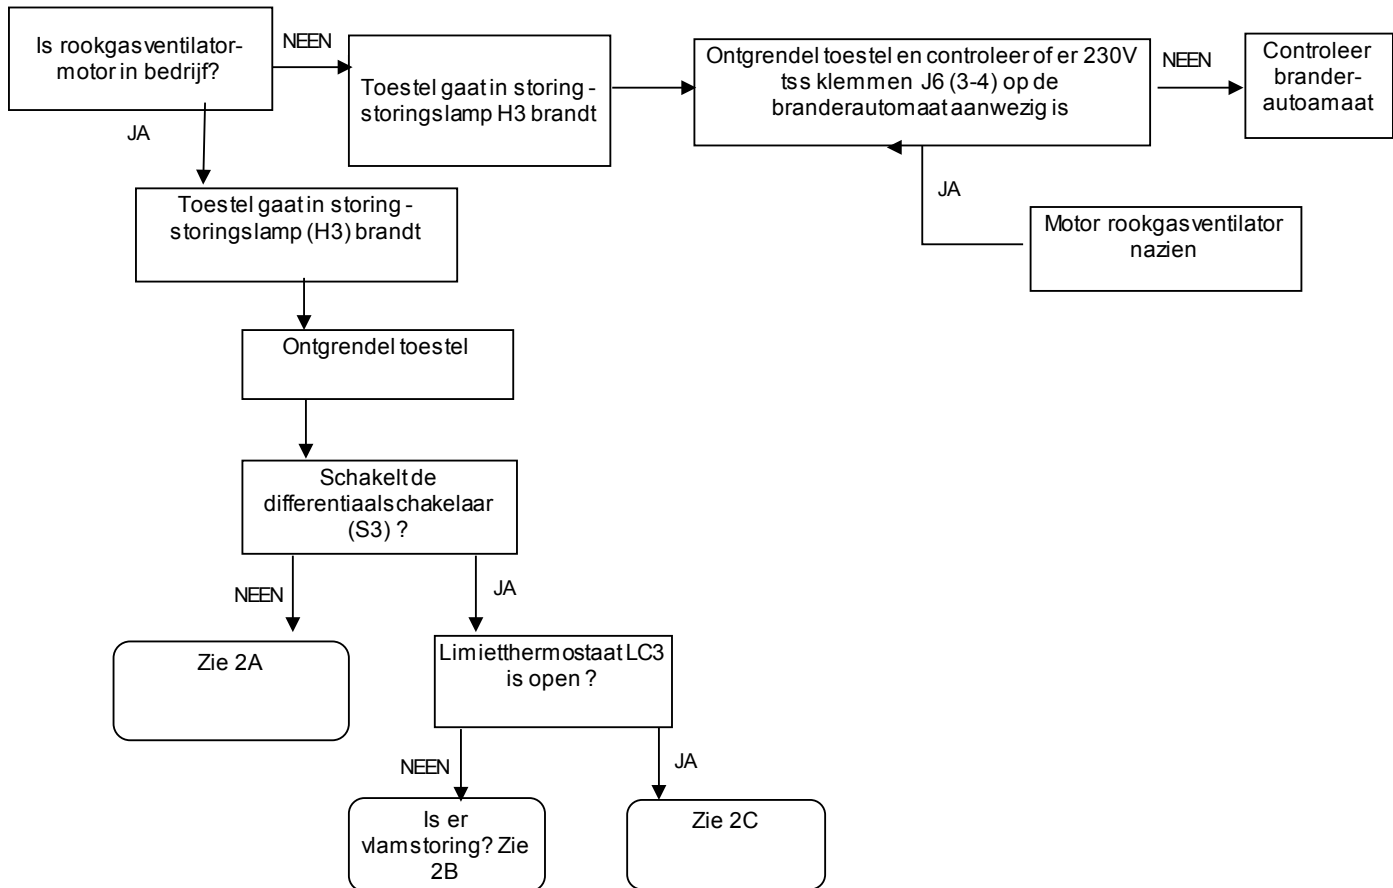 Is rookgasventilator-
motor in bedrijf?
NEEN
Toestel gaat in storing -
storingslamp H3 brandt
Ontgrendel toestel en controleer of er 230V
tss klemmen J6 (3-4) op de
branderautomaat aanwezig is
NEEN
Controleer
brander-
autoamaat
JA
JA
Motor rookgasventilator
nazien
Toestel gaat in storing -
storingslamp (H3) brandt
Ontgrendel toestel
Schakelt de
differentiaalschakelaar
(S3) ?
NEEN
JA
Zie 2A
Limietthermostaat LC3
is open ?
NEEN
JA
Is er
vlamstoring? Zie
2B
Zie 2C